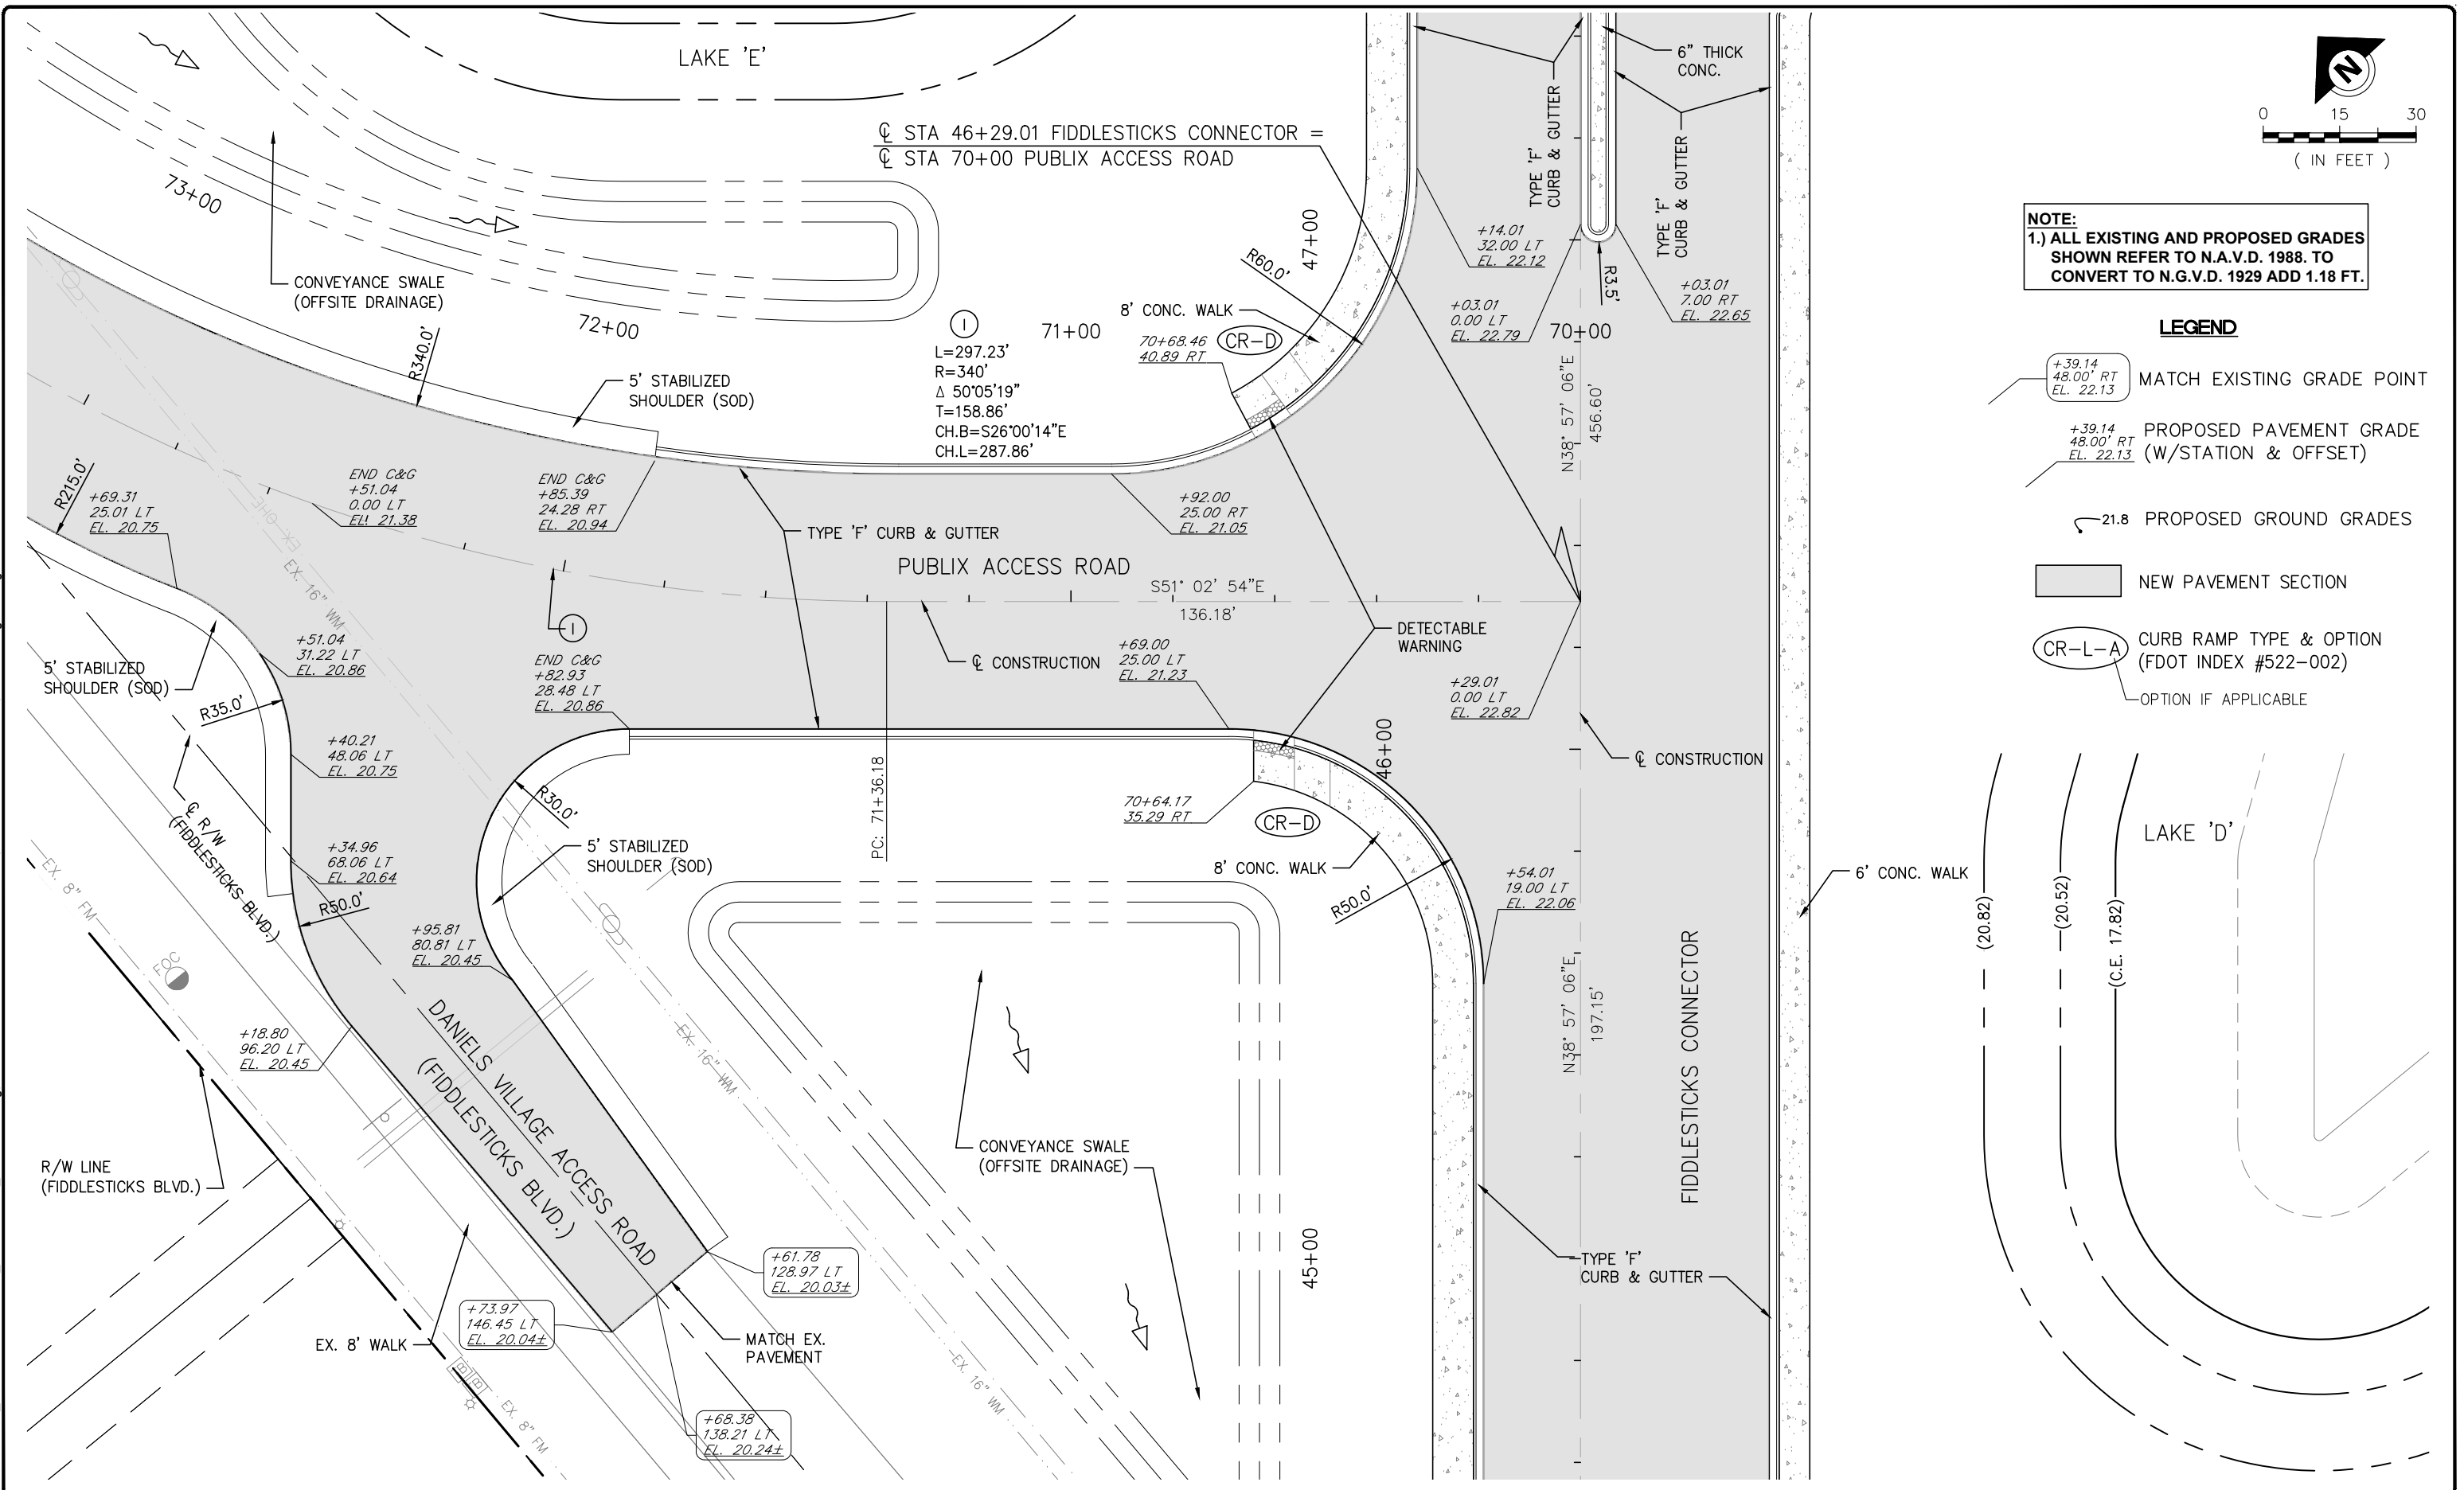 LAKE 'E'
6" THICK
CONC.
N
0 15 30
( IN FEET )
TYPE 'F'
CURB & GUTTER
TYPE 'F'
CURB & GUTTER
℄ STA 46+29.01 FIDDLESTICKS CONNECTOR =
℄ STA 70+00 PUBLIX ACCESS ROAD
NOTE:
1.) ALL EXISTING AND PROPOSED GRADES
SHOWN REFER TO N.A.V.D. 1988. TO
CONVERT TO N.G.V.D. 1929 ADD 1.18 FT.
LEGEND
+39.14
48.00' RT
EL. 22.13
MATCH EXISTING GRADE POINT
+39.14
48.00' RT
EL. 22.13
PROPOSED PAVEMENT GRADE
(W/STATION & OFFSET)
21.8 PROPOSED GROUND GRADES
NEW PAVEMENT SECTION
CR-L-A
CURB RAMP TYPE & OPTION
(FDOT INDEX #522-002)
OPTION IF APPLICABLE
73+00
CONVEYANCE SWALE
(OFFSITE DRAINAGE)
72+00
R340.0'
5' STABILIZED
SHOULDER (SOD)
1
L=297.23'
R=340'
Δ 50°05'19"
T=158.86'
CH.B=S26°00'14"E
CH.L=287.86'
71+00
47+00
R60.0'
8' CONC. WALK
CR-D
70+68.46
40.89 RT
+14.01
32.00 LT
EL. 22.12
R3.5'
+03.01
0.00 LT
EL. 22.79
+03.01
7.00 RT
EL. 22.65
70+00
N38° 57' 06"E
456.60'
R215.0'
+69.31
25.01 LT
EL. 20.75
END C&G
+51.04
0.00 LT
EL. 21.38
END C&G
+85.39
24.28 RT
EL. 20.94
EX. OHE
EX. 16" WM
TYPE 'F' CURB & GUTTER
+92.00
25.00 RT
EL. 21.05
PUBLIX ACCESS ROAD
S51° 02' 54"E
136.18'
1
℄ CONSTRUCTION
DETECTABLE
WARNING
5' STABILIZED
SHOULDER (SOD)
+51.04
31.22 LT
EL. 20.86
END C&G
+82.93
28.48 LT
EL. 20.86
+69.00
25.00 LT
EL. 21.23
+29.01
0.00 LT
EL. 22.82
R35.0'
+40.21
48.06 LT
EL. 20.75
R30.0'
PC: 71+36.18
46+00
℄ CONSTRUCTION
70+64.17
35.29 RT
CR-D
8' CONC. WALK
R50.0'
℄ R/W
(FIDDLESTICKS BLVD.)
+34.96
68.06 LT
EL. 20.64
5' STABILIZED
SHOULDER (SOD)
R50.0'
+54.01
19.00 LT
EL. 22.06
6' CONC. WALK
LAKE 'D'
(20.82)
(20.52)
(C.E. 17.82)
EX. 8" FM
FOC
+95.81
80.81 LT
EL. 20.45
+18.80
96.20 LT
EL. 20.45
EX. 16" WM
DANIELS VILLAGE ACCESS ROAD
(FIDDLESTICKS BLVD.)
N38° 57' 06"E
197.15'
FIDDLESTICKS CONNECTOR
R/W LINE
(FIDDLESTICKS BLVD.)
CONVEYANCE SWALE
(OFFSITE DRAINAGE)
45+00
TYPE 'F'
CURB & GUTTER
+61.78
128.97 LT
EL. 20.03±
+73.97
146.45 LT
EL. 20.04±
EX. 8' WALK
MATCH EX.
PAVEMENT
EX. 16" WM
+68.38
138.21 LT
EL. 20.24±
EX. 8" FM